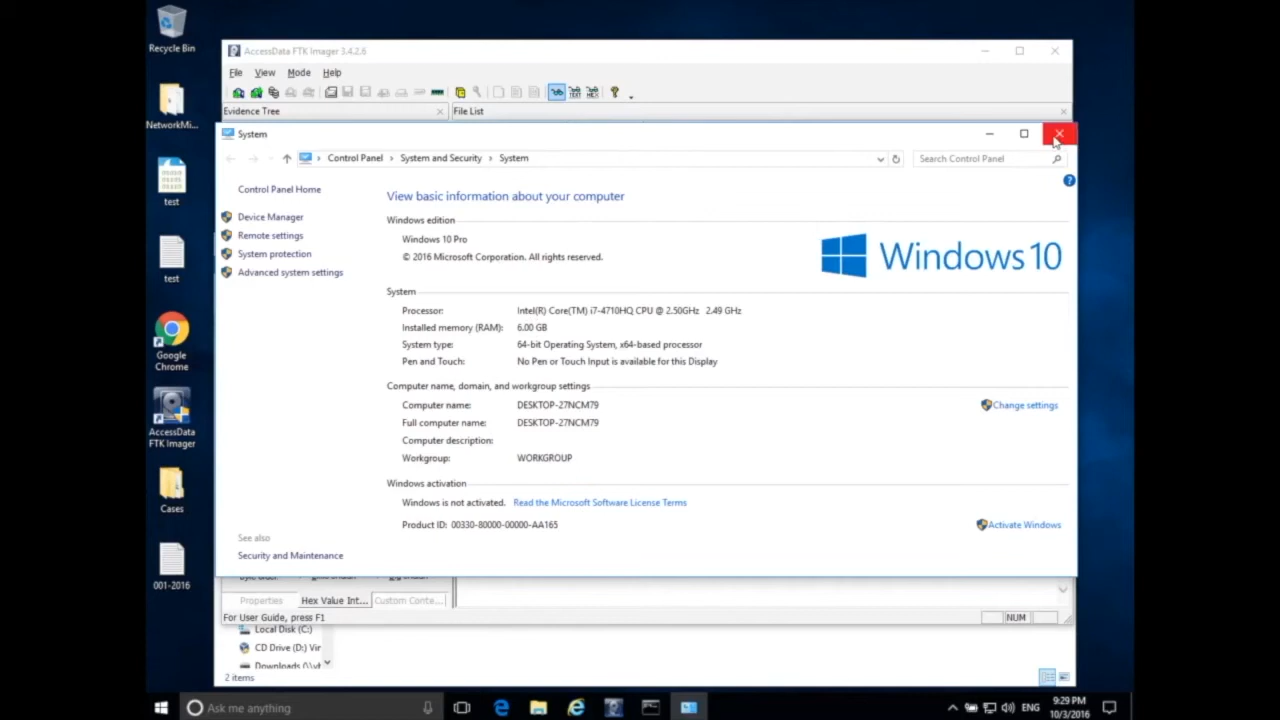 Recycle Bin
NetworkMi...
test
test
Google
Chrome
AccessData
FTK Imager
Cases
001-2016
AccessData FTK Imager 3.4.2.6
File View Mode Help
Evidence Tree
File List
System
Control Panel System and Security System
Search Control Panel
Control Panel Home
Device Manager
Remote settings
System protection
Advanced system settings
See also
Security and Maintenance
View basic information about your computer
Windows edition
Windows 10 Pro
© 2016 Microsoft Corporation. All rights reserved.
Windows 10
System
Processor: Intel(R) Core(TM) i7-4710HQ CPU @ 2.50GHz 2.49 GHz
Installed memory (RAM): 6.00 GB
System type: 64-bit Operating System, x64-based processor
Pen and Touch: No Pen or Touch Input is available for this Display
Computer name, domain, and workgroup settings
Computer name: DESKTOP-27NCM79
Change settings
Full computer name: DESKTOP-27NCM79
Computer description:
Workgroup: WORKGROUP
Windows activation
Windows is not activated. Read the Microsoft Software License Terms
Product ID: 00330-80000-00000-AA165
Activate Windows
Properties Hex Value Int... Custom Conte...
For User Guide, press F1
NUM
Local Disk (C:)
CD Drive (D:) Vir
Downloads (\\vb
2 items
Ask me anything
ENG
9:29 PM
10/3/2016